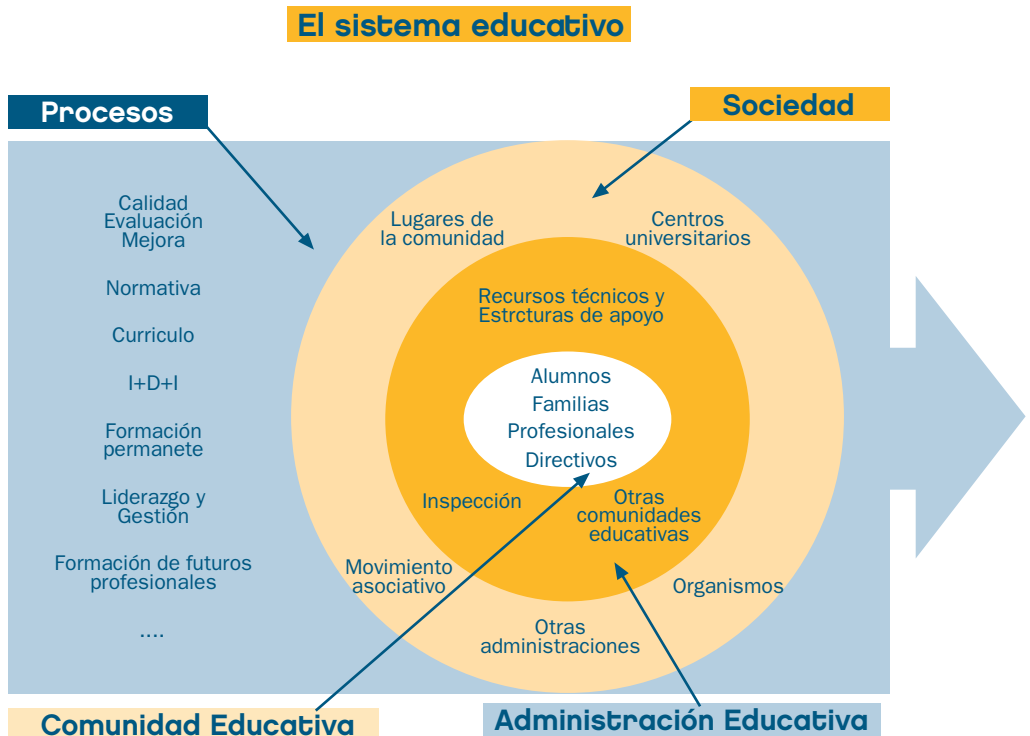 El sistema educativo
Procesos
Sociedad
Calidad
Evaluación
Mejora
Normativa
Curriculo
I+D+I
Formación
permanete
Liderazgo y
Gestión
Formación de futuros
profesionales
....
Lugares de
la comunidad
Centros
universitarios
Recursos técnicos y
Estrcturas de apoyo
Alumnos
Familias
Profesionales
Directivos
Inspección
Otras
comunidades
educativas
Movimiento
asociativo
Organismos
Otras
administraciones
Comunidad Educativa
Administración Educativa